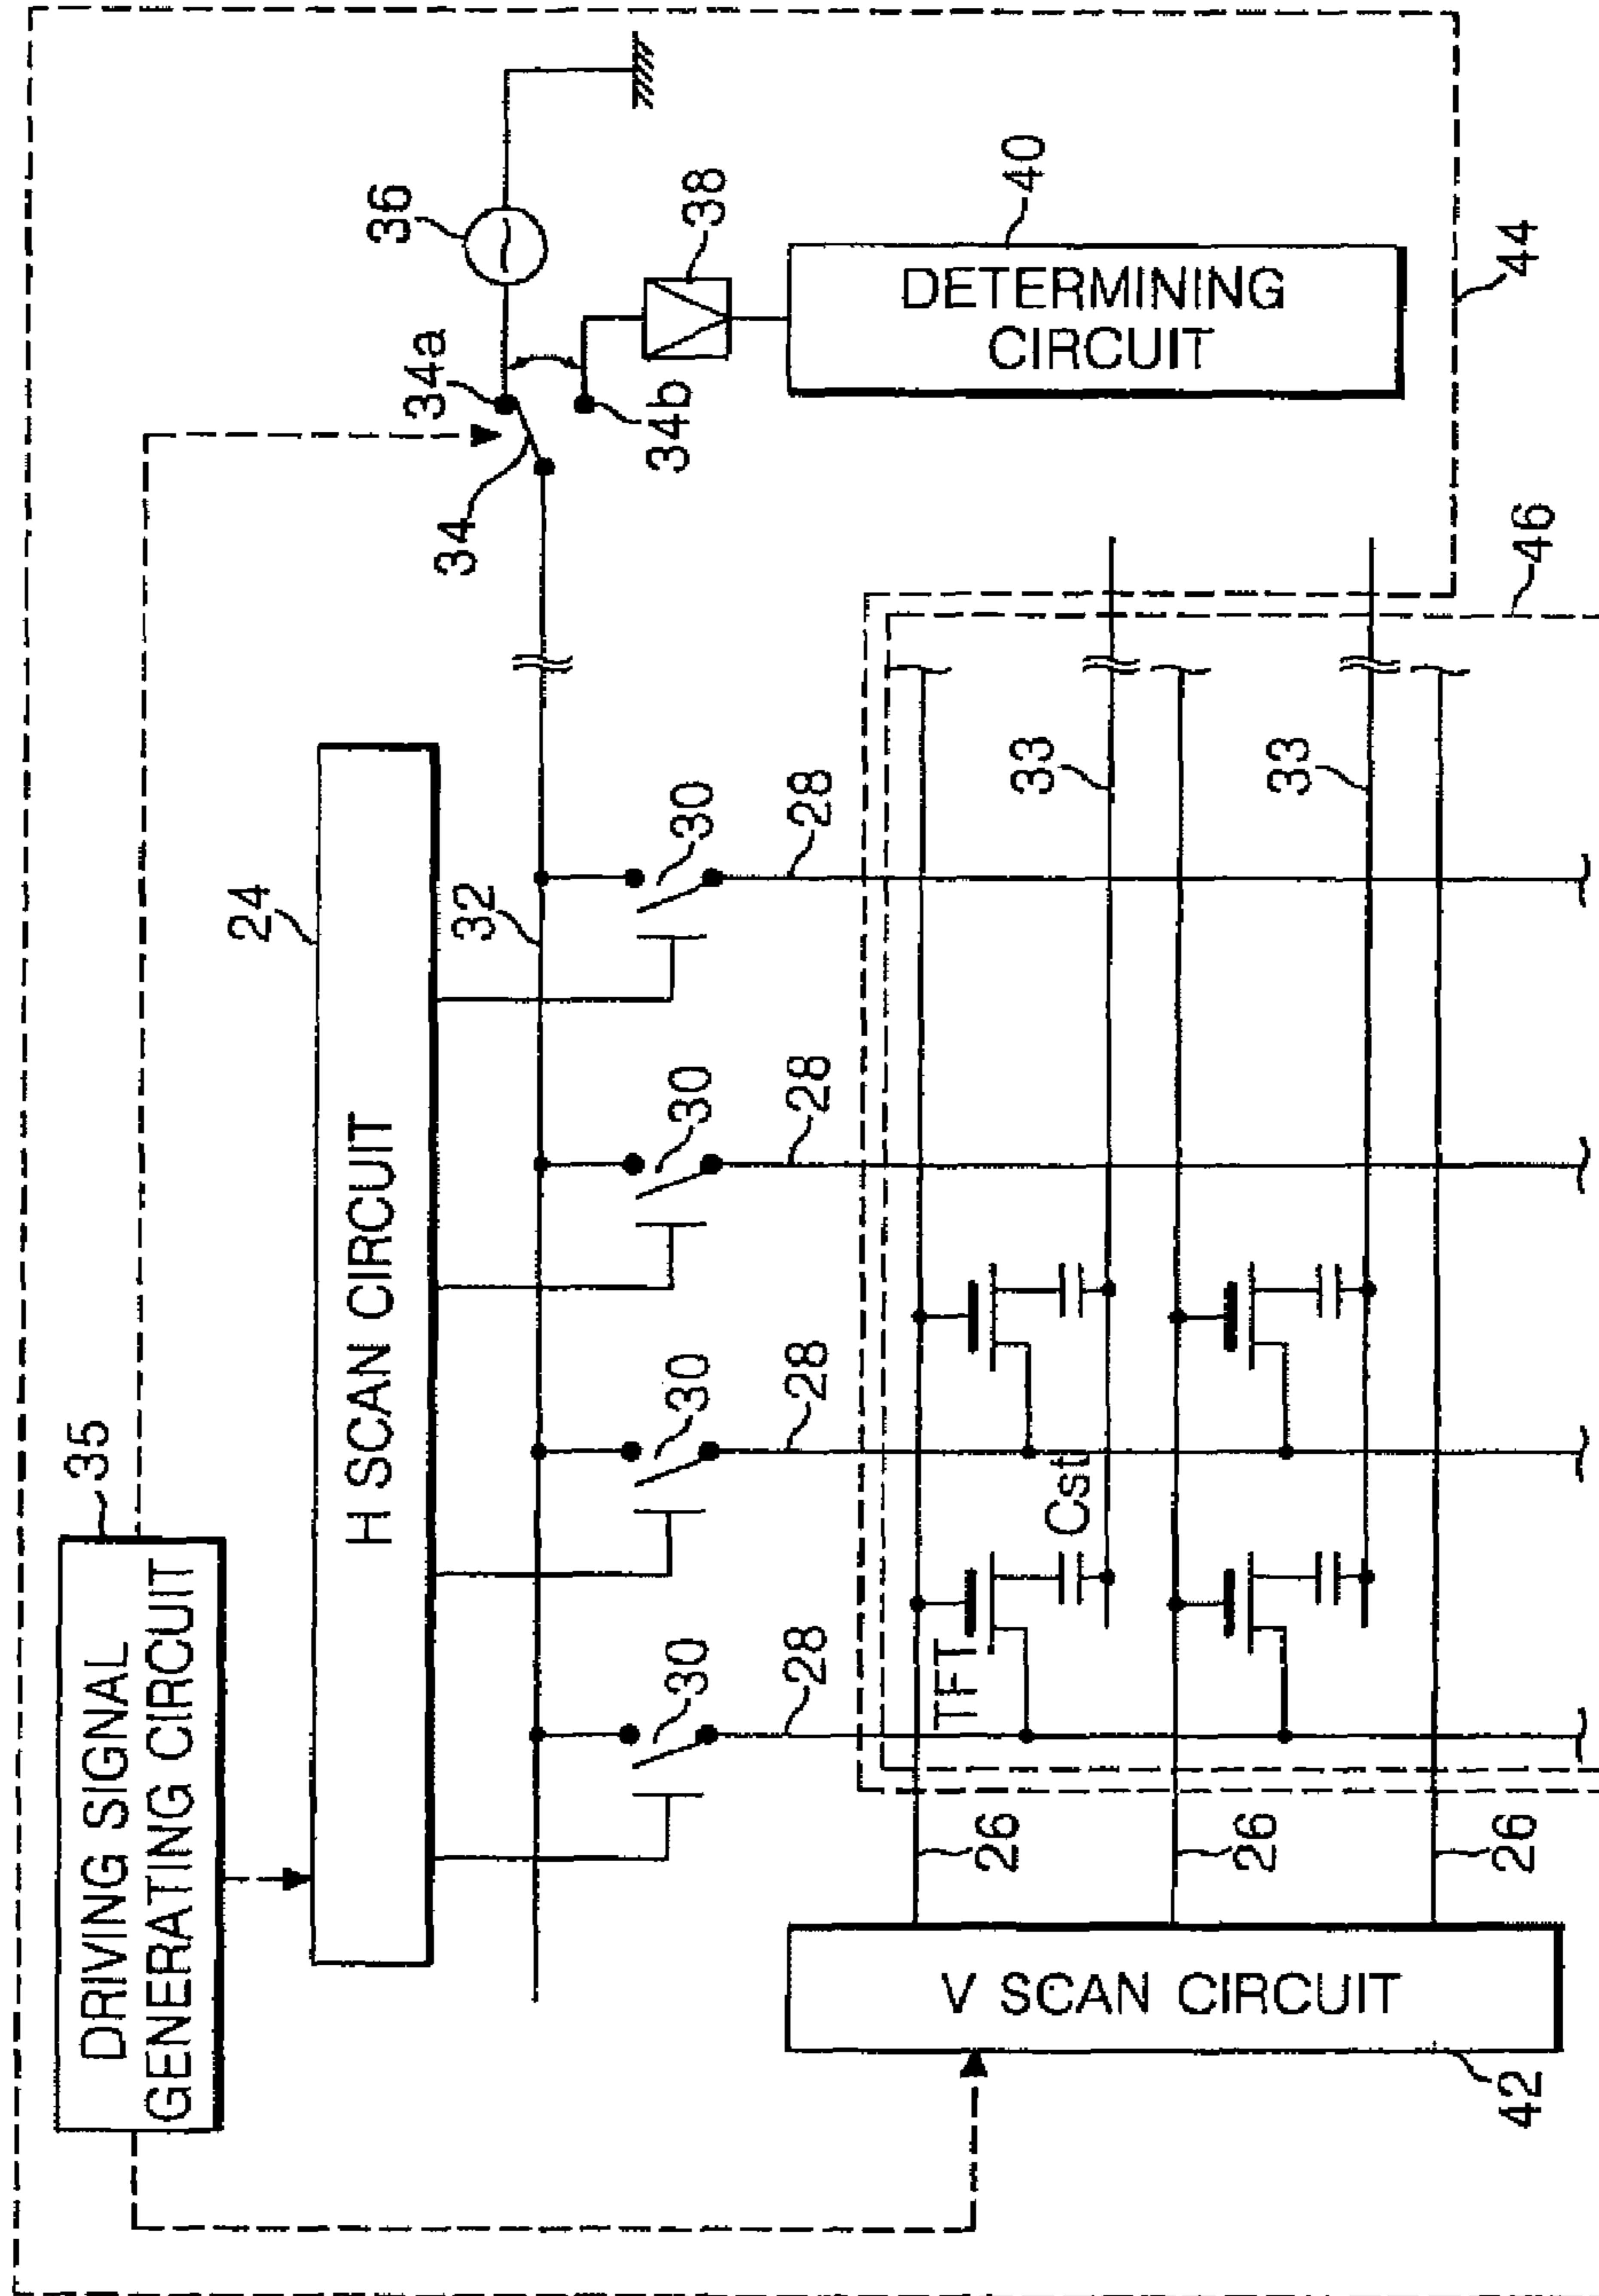 DRIVING SIGNAL
GENERATING CIRCUIT
35
H SCAN CIRCUIT
24
32
34
34a
34b
36
38
DETERMINING
CIRCUIT
40
44
30
30
30
30
28
28
28
28
46
TFT
Cst
33
33
26
26
26
V SCAN CIRCUIT
42